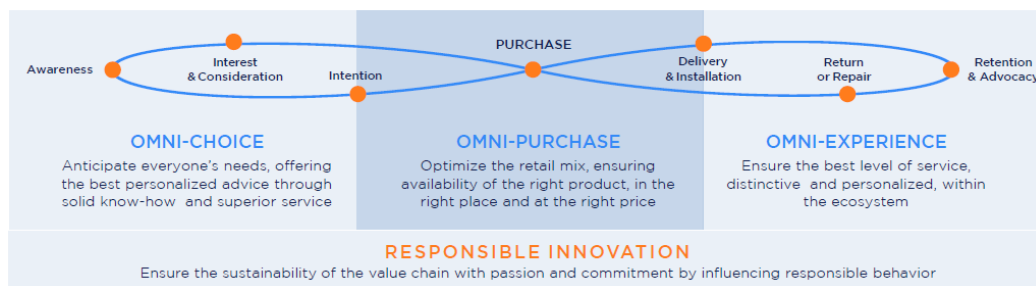 PURCHASE
Awareness
Interest
& Consideration
Intention
Delivery
& Installation
Return
or Repair
Retention
& Advocacy
OMNI-CHOICE
Anticipate everyone's needs, offering
the best personalized advice through
solid know-how and superior service
OMNI-PURCHASE
Optimize the retail mix, ensuring
availability of the right product, in the
right place and at the right price
OMNI-EXPERIENCE
Ensure the best level of service,
distinctive and personalized, within
the ecosystem
RESPONSIBLE INNOVATION
Ensure the sustainability of the value chain with passion and commitment by influencing responsible behavior